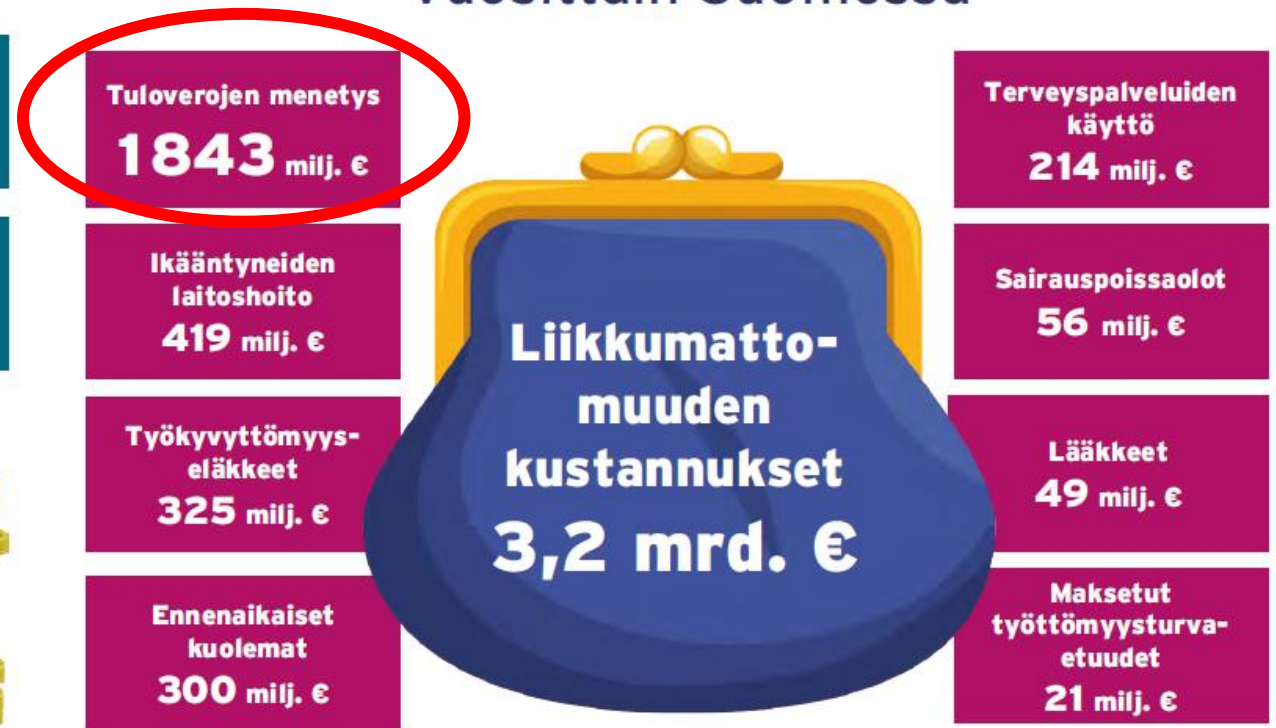 Tuloverojen menetys
1843 milj. €
Ikääntyneiden
laitoshoito
419 milj. €
Työkyvyttömyys-
eläkkeet
325 milj. €
Ennenaikaiset
kuolemat
300 milj. €
Liikkumatto-
muuden
kustannukset
3,2 mrd. €
Terveyspalveluiden
käyttö
214 milj. €
Sairauspoissaolot
56 milj. €
Lääkkeet
49 milj. €
Maksetut
työttömyysturva-
etuudet
21 milj. €